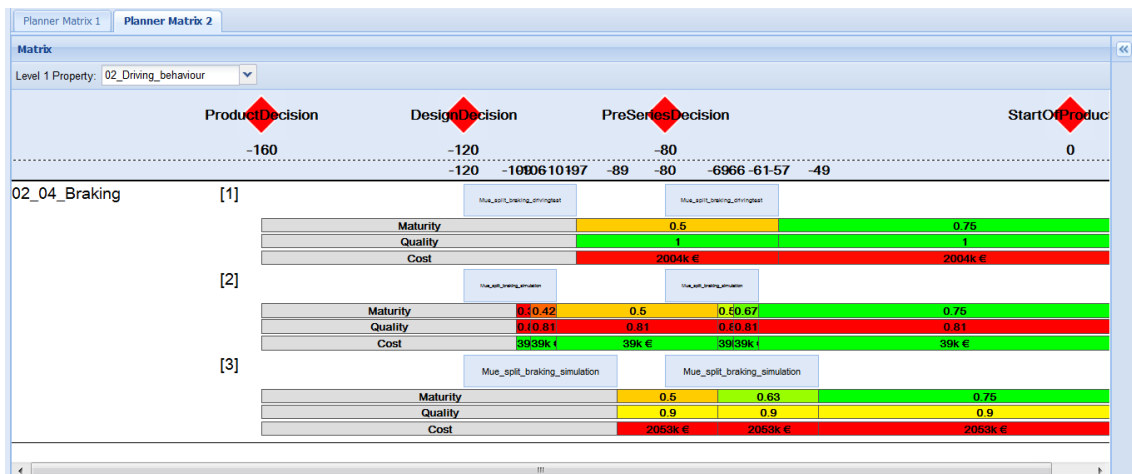 Planner Matrix 1 Planner Matrix 2
Matrix
Level 1 Property: 02_Driving_behaviour
ProductDecision DesignDecision PreSeriesDecision StartOfProduc
-160 -120 -80 0
-120 -89 -80 -49
02_04_Braking [1] Mue_split_braking_drivingtest Mue_split_braking_drivingtest
Maturity 0.5 0.75
Quality 1 1
Cost 2004k € 2004k €
[2] Mue_split_braking_simulation Mue_split_braking_simulation
Maturity 0.42 0.5 0.67 0.75
Quality 0.81 0.81 0.81 0.81
Cost 39k 39k € 39k 39k €
[3] Mue_split_braking_simulation Mue_split_braking_simulation
Maturity 0.5 0.63 0.75
Quality 0.9 0.9 0.9
Cost 2053k € 2053k € 2053k €